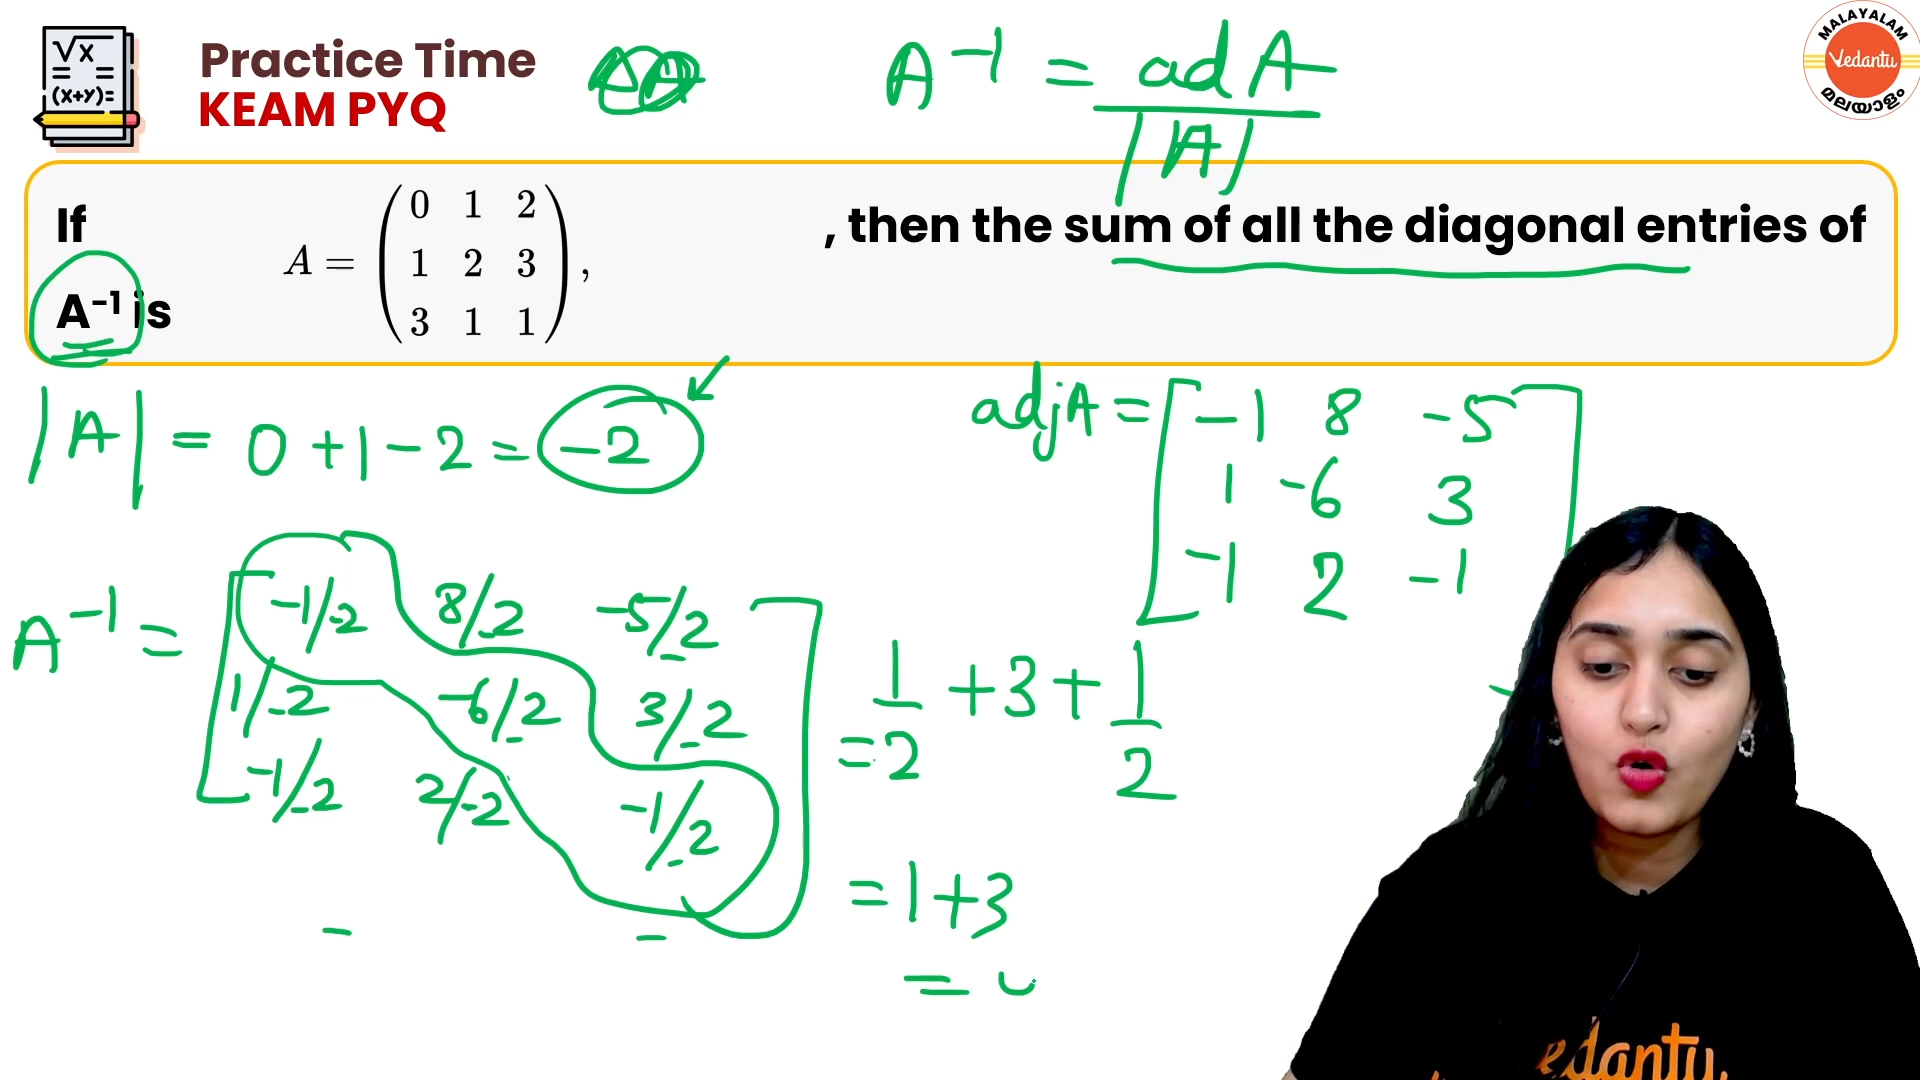 √x
= =
(x+y)=
Practice Time
KEAM PYQ
A⁻¹ = ad A
|A|
MALAYALAM
Vedantu
മലയാളം
If
A = ( 0 1 2
1 2 3
3 1 1 ) ,
, then the sum of all the diagonal entries of
A⁻¹ is
|A| = 0 + 1 - 2 = -2
adjA = [ -1 8 -5
1 -6 3
-1 2 -1
A⁻¹ = [ -1/-2 8/-2 -5/-2
1/-2 -6/-2 3/-2
-1/-2 2/-2 -1/-2 ]
= 1/2 + 3 + 1/2
= 1+3
=
edantu